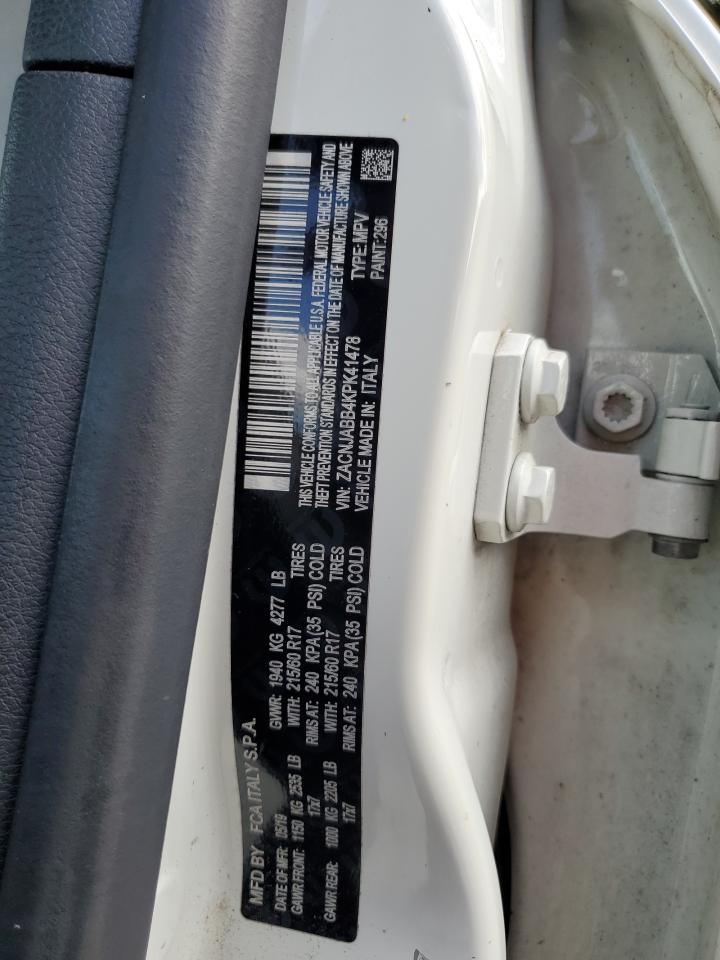 MFD BY FCA ITALY S.P.A.
DATE OF MFR: 05/19 GVWR: 1940 KG 4277 LB
GAWR FRONT: 1150 KG 2535 LB WITH: 215/60 R17 TIRES
17x7 RIMS AT: 240 KPA (35 PSI) COLD
GAWR REAR: 1000 KG 2205 LB WITH: 215/60 R17 TIRES
17x7 RIMS AT: 240 KPA (35 PSI) COLD
THIS VEHICLE CONFORMS TO ALL APPLICABLE U.S.A. FEDERAL MOTOR VEHICLE SAFETY AND
THEFT PREVENTION STANDARDS IN EFFECT ON THE DATE OF MANUFACTURE SHOWN ABOVE
VIN: ZACNJABB4KPK41478 TYPE: MPV
VEHICLE MADE IN: ITALY PAINT: 296